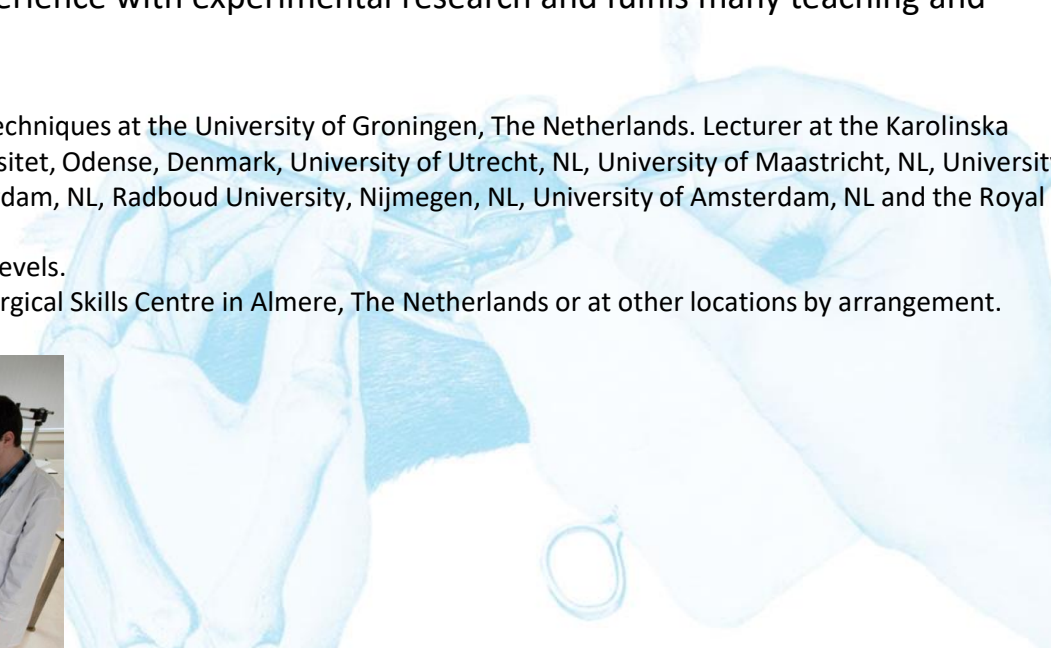 erience with experimental research and fulfils many teaching and
echniques at the University of Groningen, The Netherlands. Lecturer at the Karolinska
sitet, Odense, Denmark, University of Utrecht, NL, University of Maastricht, NL, Universit
dam, NL, Radboud University, Nijmegen, NL, University of Amsterdam, NL and the Royal
evels.
rgical Skills Centre in Almere, The Netherlands or at other locations by arrangement.